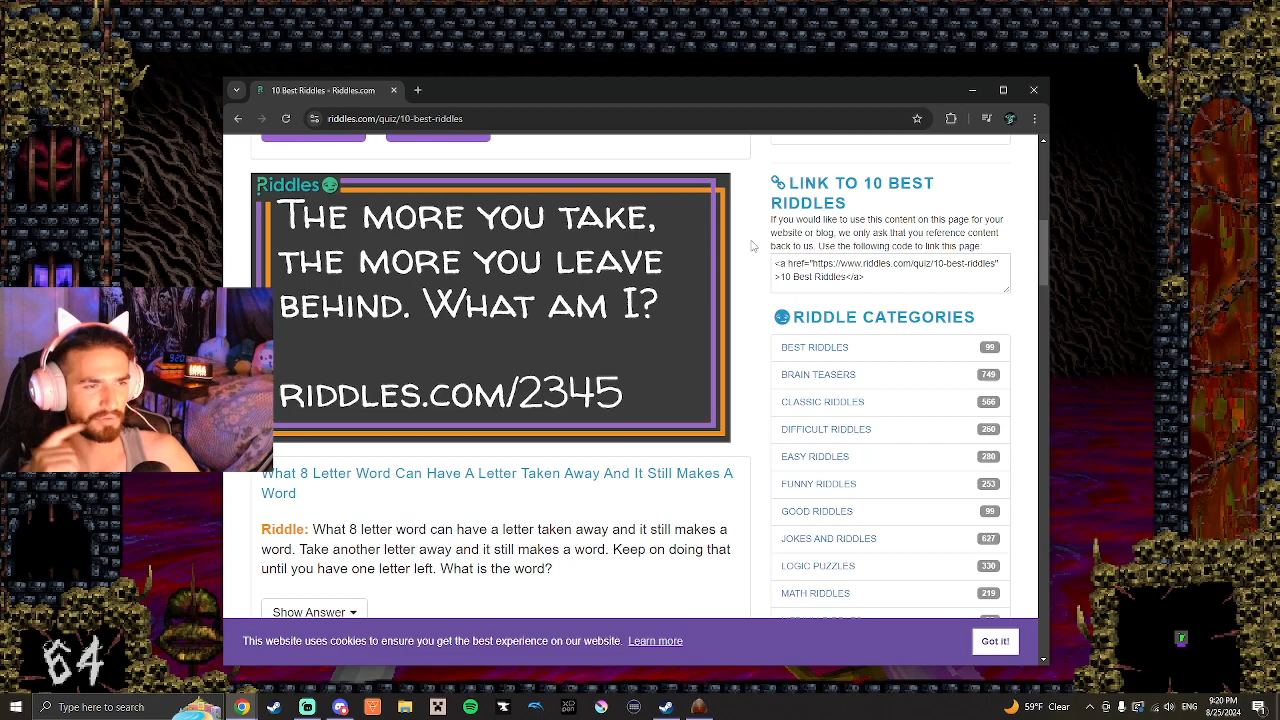 10 Best Riddles - Riddles.com
riddles.com/quiz/10-best-riddles
Riddles
THE MORE YOU TAKE,
THE MORE YOU LEAVE
BEHIND. WHAT AM I?
RIDDLES.COM/2345
What 8 Letter Word Can Have A Letter Taken Away And It Still Makes A
Word
Riddle: What 8 letter word can have a letter taken away and it still makes a
word. Take another letter away and it still makes a word. Keep on doing that
until you have one letter left. What is the word?
Show Answer
LINK TO 10 BEST
RIDDLES
If you would like to use this content on this page for your
website or blog, we only ask that you reference content
back to us. Use the following code to link this page:
<a href="https://www.riddles.com/quiz/10-best-riddles"
>10 Best Riddles</a>
RIDDLE CATEGORIES
BEST RIDDLES 99
BRAIN TEASERS 749
CLASSIC RIDDLES 566
DIFFICULT RIDDLES 260
EASY RIDDLES 280
FUNNY RIDDLES 253
GOOD RIDDLES 99
JOKES AND RIDDLES 627
LOGIC PUZZLES 330
MATH RIDDLES 219
This website uses cookies to ensure you get the best experience on our website. Learn more
Got it!
920
64
Type here to search
59°F Clear
9:20 PM
8/25/2024